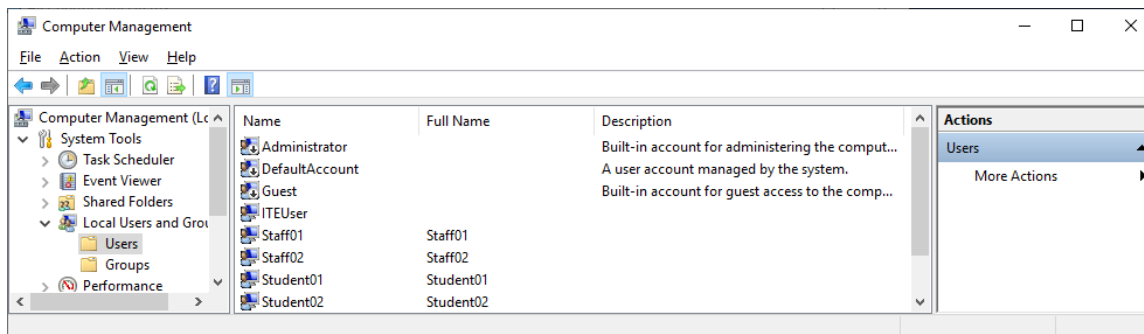 Computer Management
File Action View Help
Computer Management (Lc
System Tools
Task Scheduler
Event Viewer
Shared Folders
Local Users and Grou
Users
Groups
Performance
Name Full Name Description
Administrator Built-in account for administering the comput...
DefaultAccount A user account managed by the system.
Guest Built-in account for guest access to the comp...
ITEUser
Staff01 Staff01
Staff02 Staff02
Student01 Student01
Student02 Student02
Actions
Users
More Actions